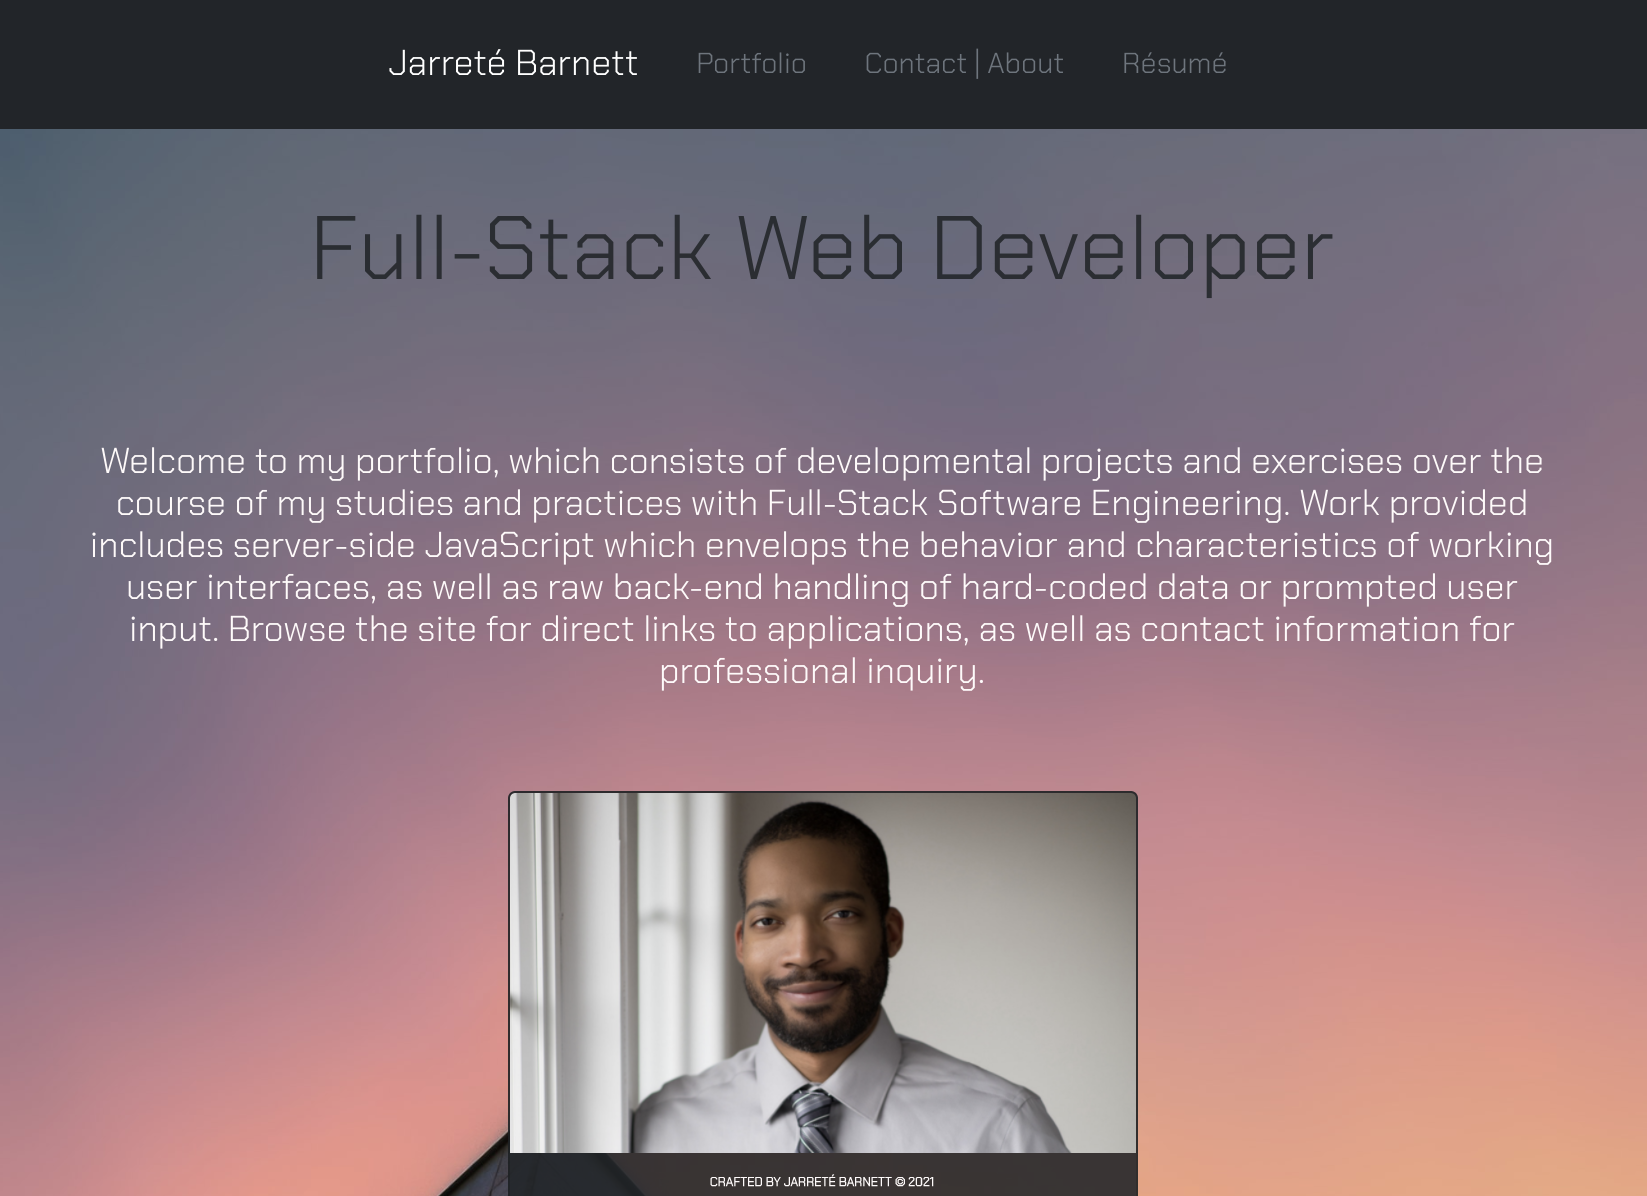 Jarreté Barnett Portfolio Contact | About Résumé
Full-Stack Web Developer
Welcome to my portfolio, which consists of developmental projects and exercises over the
course of my studies and practices with Full-Stack Software Engineering. Work provided
includes server-side JavaScript which envelops the behavior and characteristics of working
user interfaces, as well as raw back-end handling of hard-coded data or prompted user
input. Browse the site for direct links to applications, as well as contact information for
professional inquiry.
CRAFTED BY JARRETÉ BARNETT © 2021